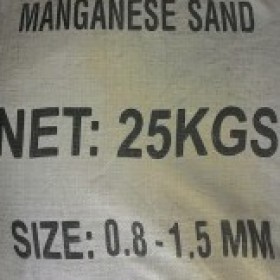 MANGANESE SAND
NET: 25KGS
SIZE: 0.8-1.5 MM